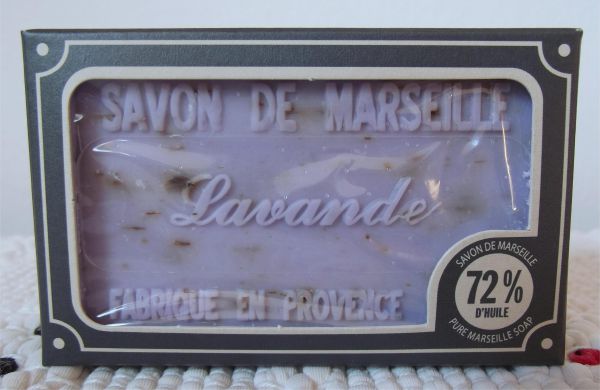 SAVON DE MARSEILLE
Lavande
FABRIQUE EN PROVENCE
SAVON DE MARSEILLE
72%
D'HUILE
PURE MARSEILLE SOAP